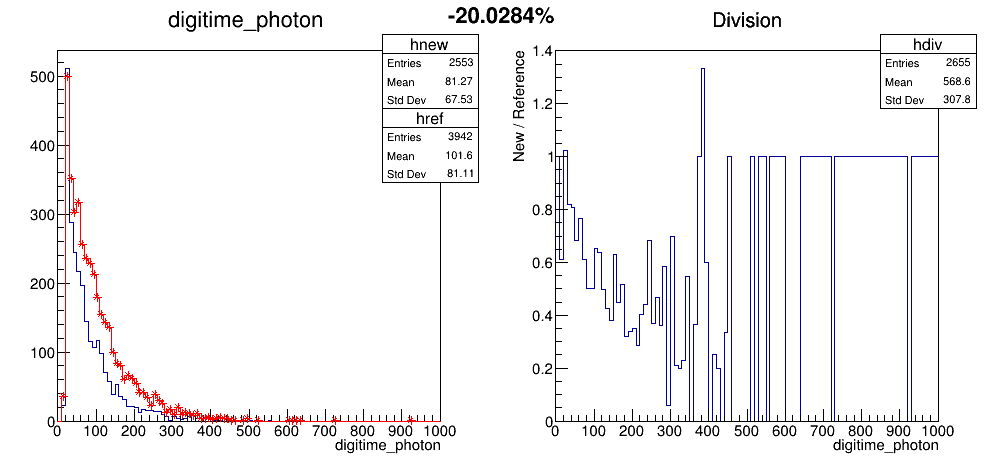 digitime_photon
-20.0284%
Division
hnew
Entries 2553
Mean 81.27
Std Dev 67.53
href
Entries 3942
Mean 101.6
Std Dev 81.11
500
400
300
200
100
0
0 100 200 300 400 500 600 700 800 900 1000
digitime_photon
hdiv
Entries 2655
Mean 568.6
Std Dev 307.8
New / Reference
1.4
1.2
1
0.8
0.6
0.4
0.2
0
0 100 200 300 400 500 600 700 800 900 1000
digitime_photon